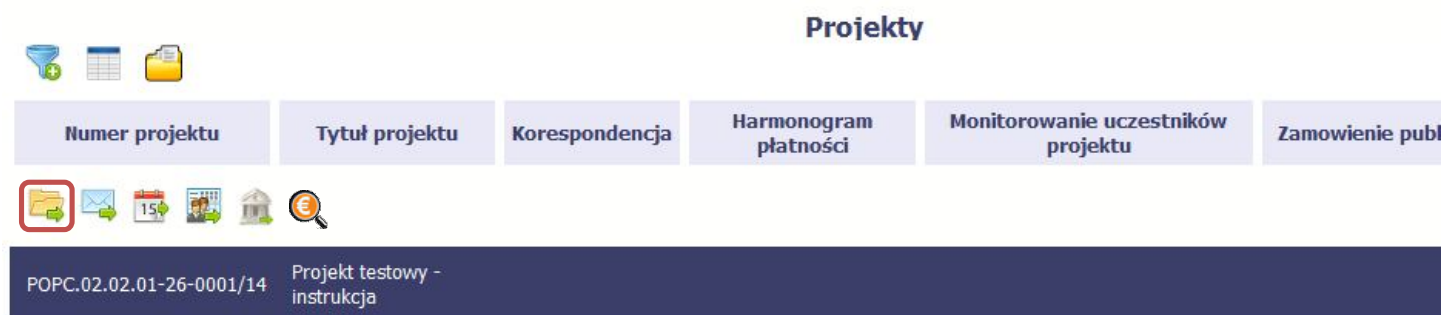 Projekty
Numer projektu
Tytuł projektu
Korespondencja
Harmonogram
płatności
Monitorowanie uczestników
projektu
Zamowienie publ
15
€
POPC.02.02.01-26-0001/14
Projekt testowy -
instrukcja